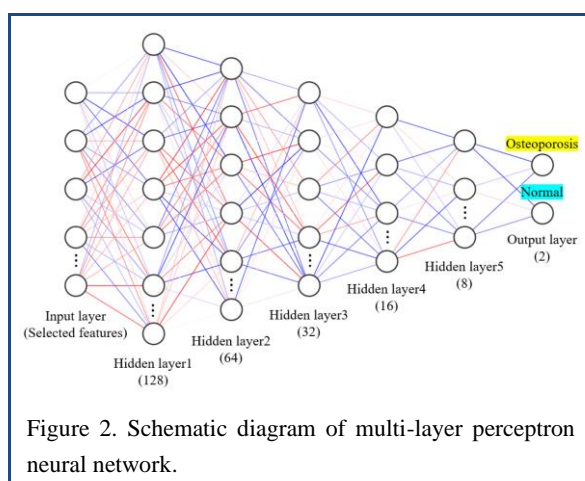 Osteoporosis
Normal
Output layer
(2)
Hidden layer5
(8)
Hidden layer4
(16)
Hidden layer3
(32)
Hidden layer2
(64)
Hidden layer1
(128)
Input layer
(Selected features)
Figure 2. Schematic diagram of multi-layer perceptron
neural network.